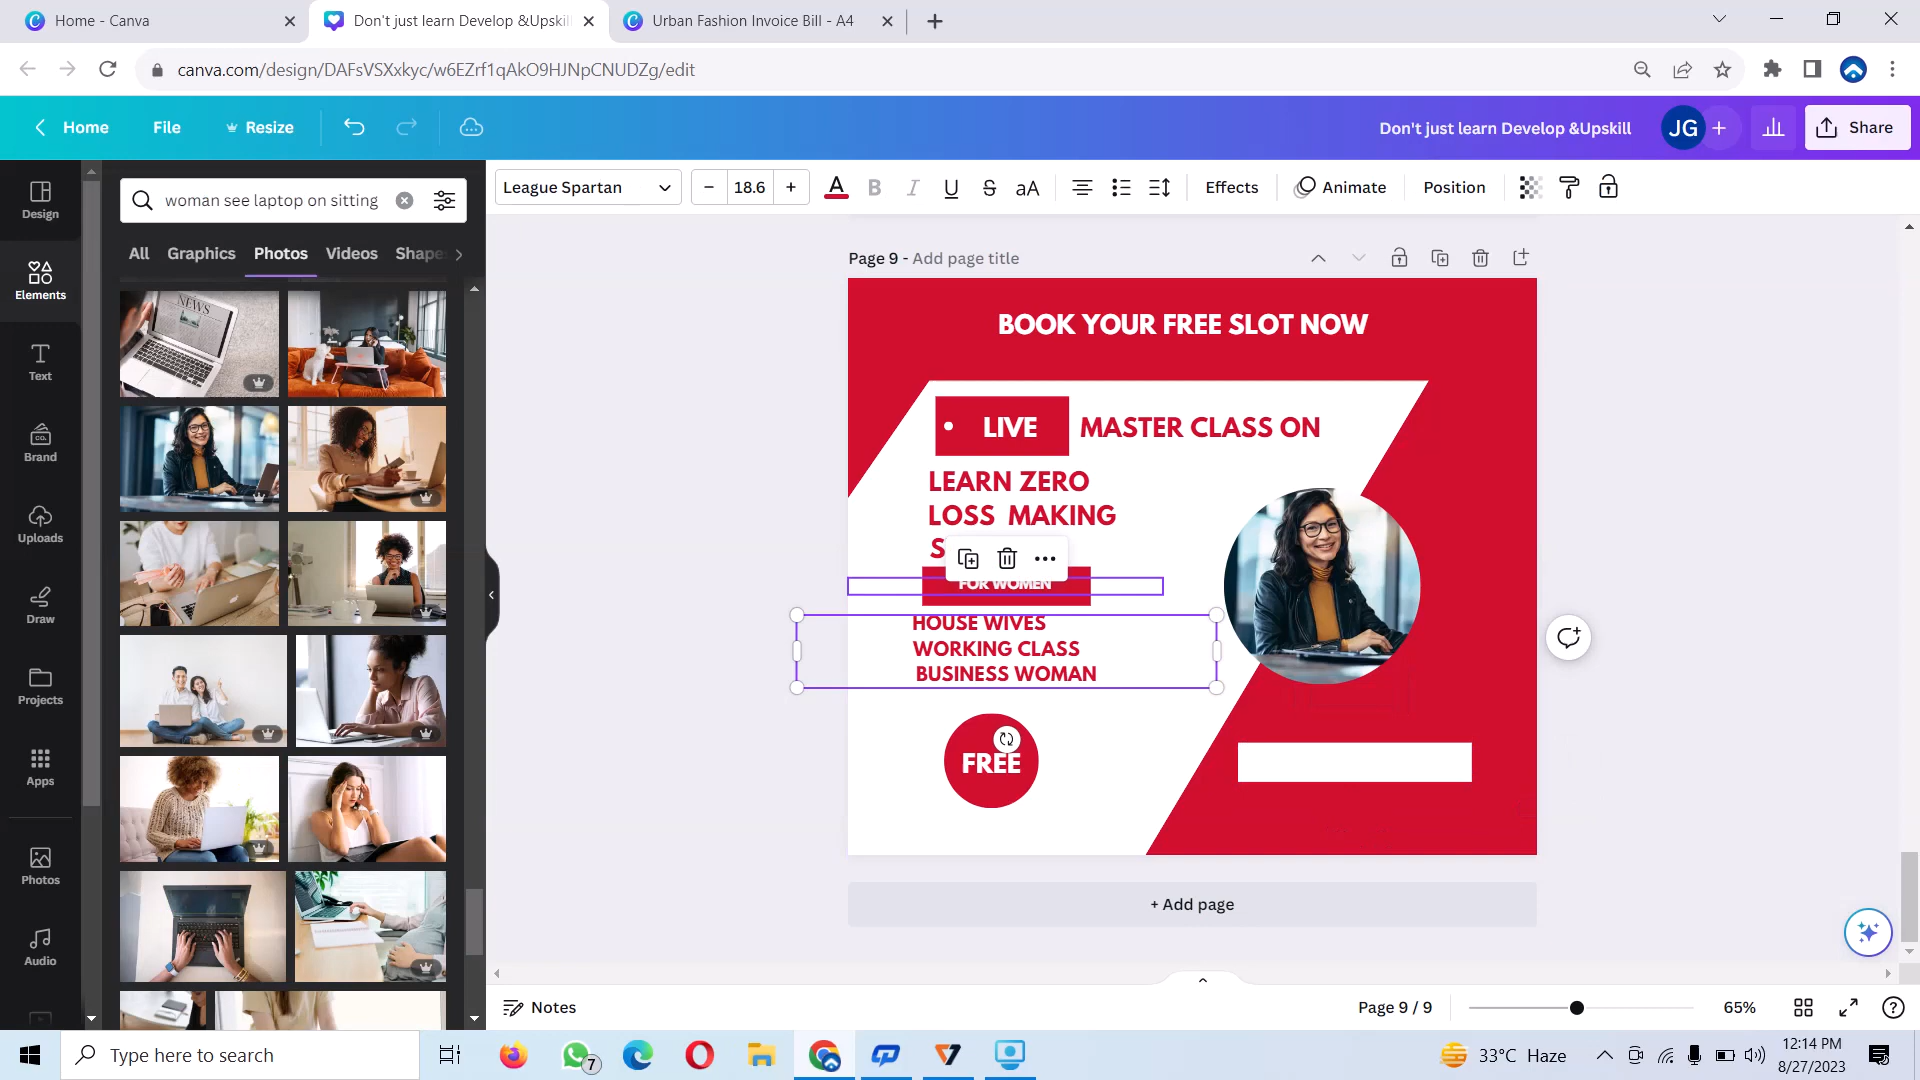 Home - Canva
Don't just learn Develop &Upskil
Urban Fashion Invoice Bill - A4
canva.com/design/DAFsVSXxkyc/w6EZrf1qAkO9HJNpCNUDZg/edit
Home
File
Resize
Don't just learn Develop &Upskill
JG
Share
Design
Elements
Text
Brand
Uploads
Draw
Projects
Apps
Photos
Audio
woman see laptop on sitting
All
Graphics
Photos
Videos
Shape
NEWS
League Spartan
18.6
A
B
I
U
S
aA
Effects
Animate
Position
Page 9 - Add page title
BOOK YOUR FREE SLOT NOW
• LIVE
MASTER CLASS ON
LEARN ZERO
LOSS MAKING
S
FOR WOMEN
HOUSE WIVES
WORKING CLASS
BUSINESS WOMAN
FREE
+ Add page
Notes
Page 9 / 9
65%
Type here to search
7
33°C Haze
12:14 PM
8/27/2023